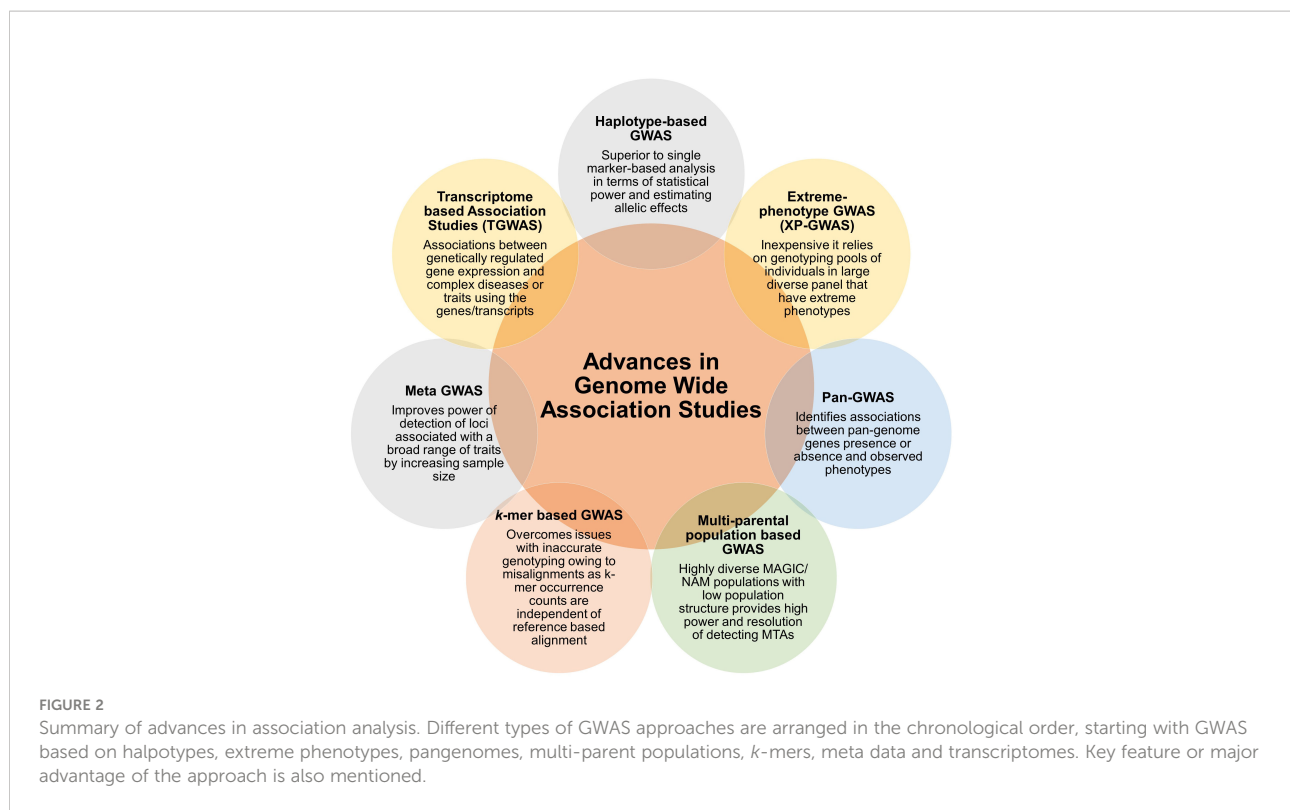 Haplotype-based
GWAS
Superior to single
marker-based analysis
in terms of statistical
power and estimating
allelic effects
Extreme-
phenotype GWAS
(XP-GWAS)
Inexpensive it relies
on genotyping pools of
individuals in large
diverse panel that
have extreme
phenotypes
Pan-GWAS
Identifies associations
between pan-genome
genes presence or
absence and observed
phenotypes
Multi-parental
population based
GWAS
Highly diverse MAGIC/
NAM populations with
low population
structure provides high
power and resolution
of detecting MTAs
k-mer based GWAS
Overcomes issues
with inaccurate
genotyping owing to
misalignments as k-
mer occurrence
counts are
independent of
reference based
alignment
Meta GWAS
Improves power of
detection of loci
associated with a
broad range of traits
by increasing sample
size
Transcriptome
based Association
Studies (TGWAS)
Associations between
genetically regulated
gene expression and
complex diseases or
traits using the
genes/transcripts
Advances in
Genome Wide
Association Studies
FIGURE 2
Summary of advances in association analysis. Different types of GWAS approaches are arranged in the chronological order, starting with GWAS
based on halpotypes, extreme phenotypes, pangenomes, multi-parent populations, k-mers, meta data and transcriptomes. Key feature or major
advantage of the approach is also mentioned.